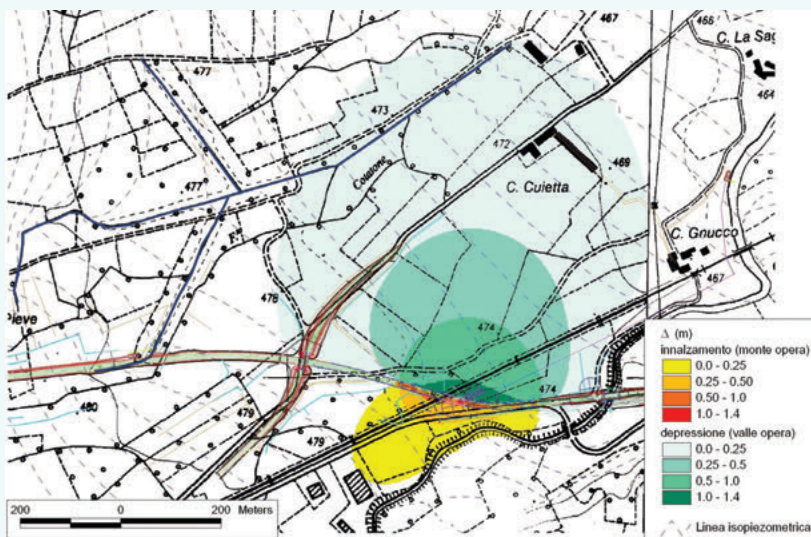 467
466
C. La Sac
464
477
473
472
469
477
Colatore
C. Cuietta
C. Gnucco
467
478
Pieve
474
474
480
479
479
200 0 200 Meters
Δ (m)
innalzamento (monte opera)
0.0 - 0.25
0.25 - 0.50
0.50 - 1.0
1.0 - 1.4
depressione (valle opera)
0.0 - 0.25
0.25 - 0.5
0.5 - 1.0
1.0 - 1.4
Linea isopiezometrica